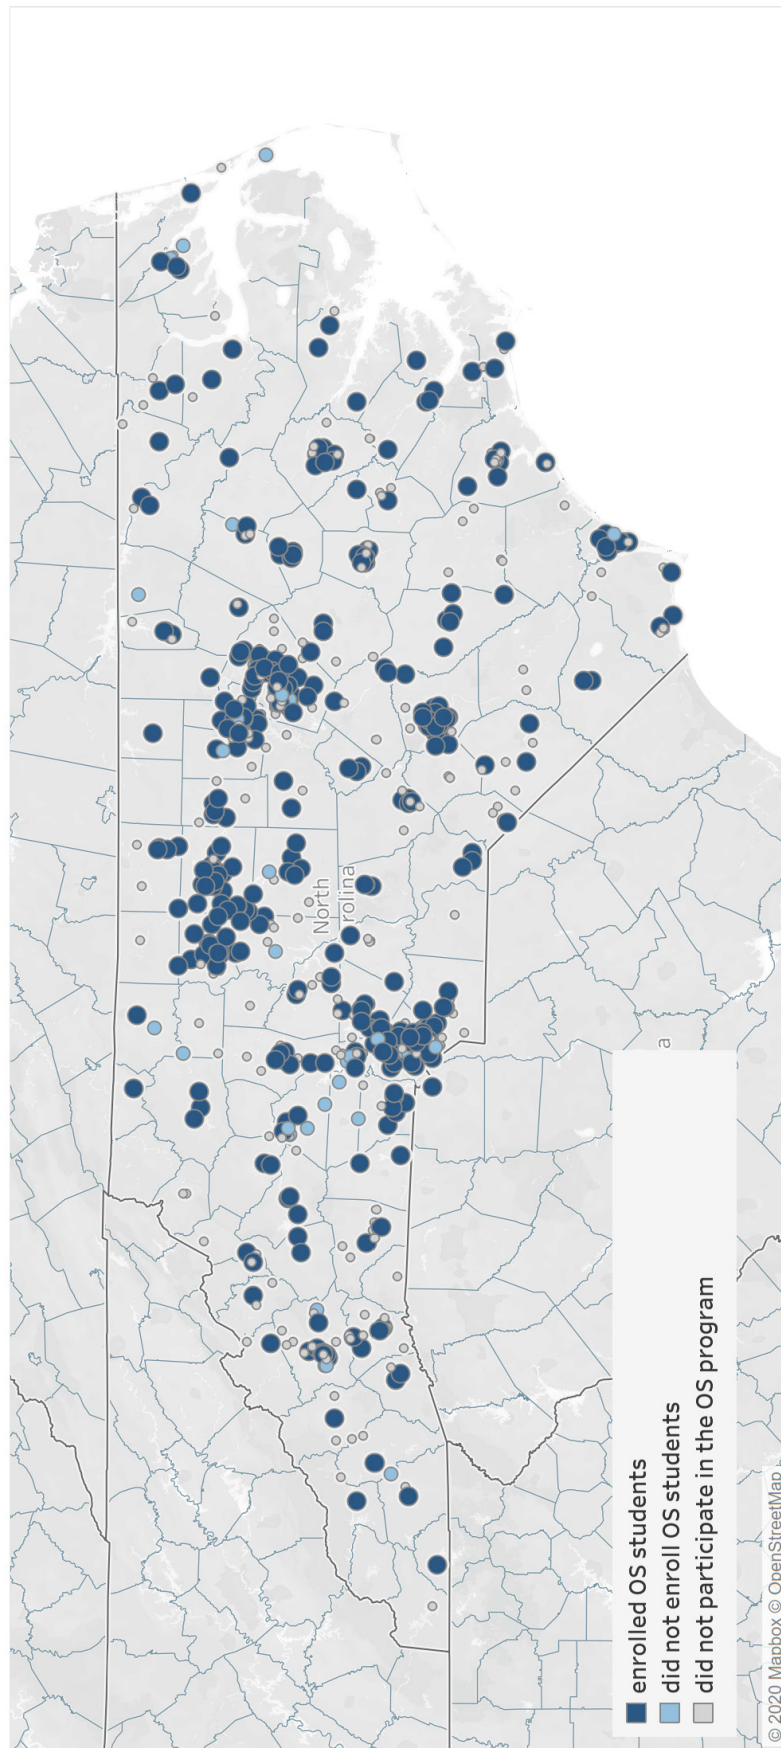 North
rolina
a
enrolled OS students
did not enroll OS students
did not participate in the OS program
© 2020 Mapbox © OpenStreetMap